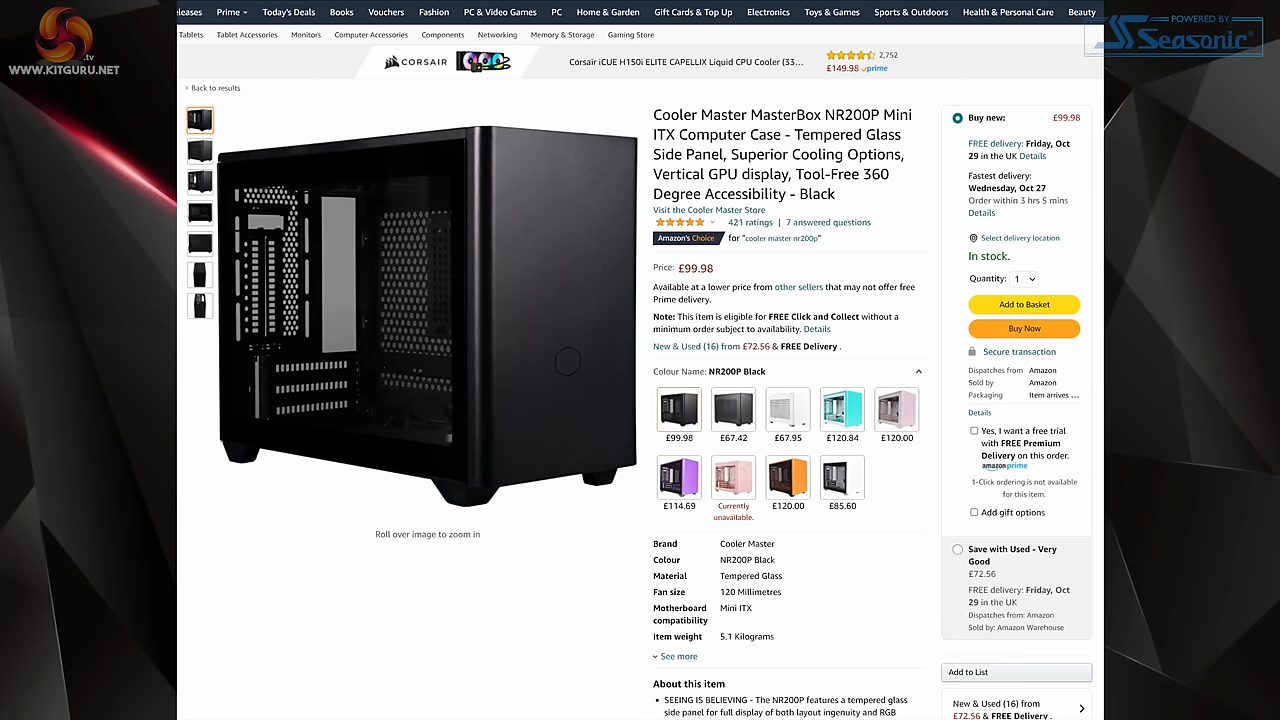 eleases Prime Today's Deals Books Vouchers Fashion PC & Video Games PC Home & Garden Gift Cards & Top Up Electronics Toys & Games Sports & Outdoors Health & Personal Care Beauty
Tablets Tablet Accessories Monitors Computer Accessories Components Networking Memory & Storage Gaming Store
.tv
WWW.KITGURU.NET
POWERED BY
Seasonic
CORSAIR
Corsair iCUE H150i ELITE CAPELLIX Liquid CPU Cooler (33...
2,752
£149.98 prime
‹ Back to results
Cooler Master MasterBox NR200P Mini
ITX Computer Case - Tempered Glass
Side Panel, Superior Cooling Options,
Vertical GPU display, Tool-Free 360
Degree Accessibility - Black
Visit the Cooler Master Store
421 ratings | 7 answered questions
Amazon's Choice for "cooler master nr200p"
Price: £99.98
Available at a lower price from other sellers that may not offer free
Prime delivery.
Note: This item is eligible for FREE Click and Collect without a
minimum order subject to availability. Details
New & Used (16) from £72.56 & FREE Delivery .
Colour Name: NR200P Black
£99.98 £67.42 £67.95 £120.84 £120.00
£114.69 Currently unavailable. £120.00 £85.60
Roll over image to zoom in
Brand Cooler Master
Colour NR200P Black
Material Tempered Glass
Fan size 120 Millimetres
Motherboard compatibility Mini ITX
Item weight 5.1 Kilograms
See more
About this item
• SEEING IS BELIEVING - The NR200P features a tempered glass
side panel for full display of both layout ingenuity and RGB
Buy new: £99.98
FREE delivery: Friday, Oct
29 in the UK Details
Fastest delivery:
Wednesday, Oct 27
Order within 3 hrs 5 mins
Details
Select delivery location
In stock.
Quantity: 1
Add to Basket
Buy Now
Secure transaction
Dispatches from Amazon
Sold by Amazon
Packaging Item arrives ...
Details
Yes, I want a free trial
with FREE Premium
Delivery on this order.
amazon prime
1-Click ordering is not available
for this item.
Add gift options
Save with Used - Very
Good
£72.56
FREE delivery: Friday, Oct
29 in the UK
Dispatches from: Amazon
Sold by: Amazon Warehouse
Add to List
New & Used (16) from
£72.56 & FREE Delivery .